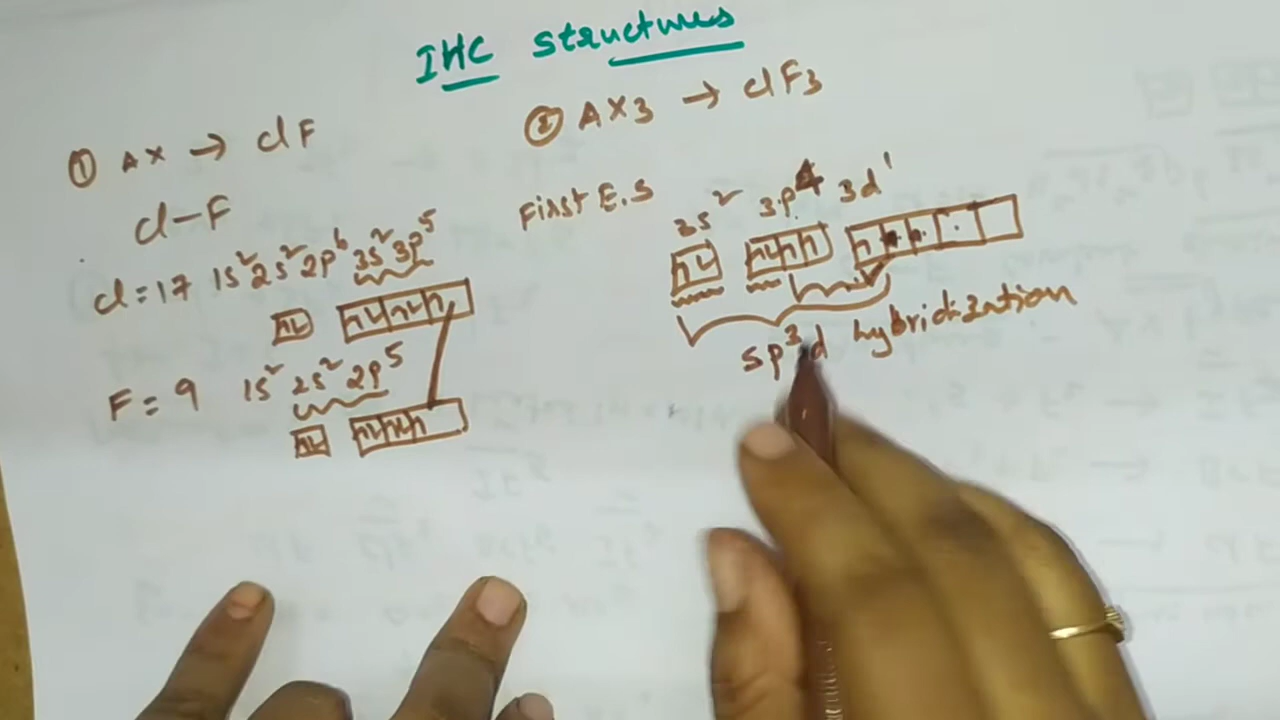 IHC structures
① AX → ClF
Cl-F
Cl = 17 1s² 2s² 2p⁶ 3s² 3p⁵
F = 9 1s² 2s² 2p⁵
② AX3 → ClF3
First E.S 3s² 3p⁴ 3d¹
sp³d hybridization